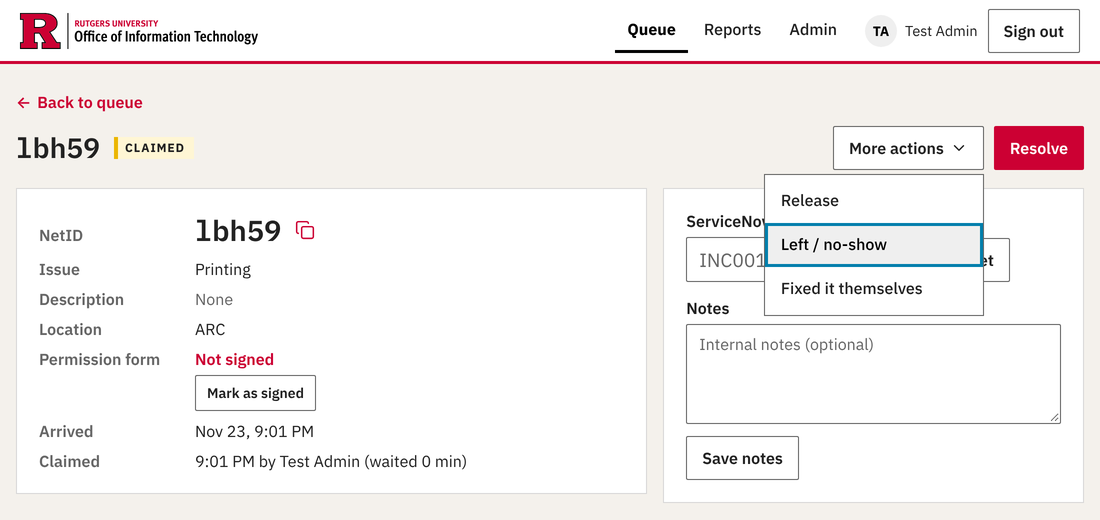 R
RUTGERS UNIVERSITY
Office of Information Technology
Queue
Reports
Admin
TA
Test Admin
Sign out
← Back to queue
lbh59
CLAIMED
More actions
Resolve
Release
Left / no-show
Fixed it themselves
NetID
lbh59
Issue
Printing
Description
None
Location
ARC
Permission form
Not signed
Mark as signed
Arrived
Nov 23, 9:01 PM
Claimed
9:01 PM by Test Admin (waited 0 min)
INC001
Notes
Internal notes (optional)
Save notes